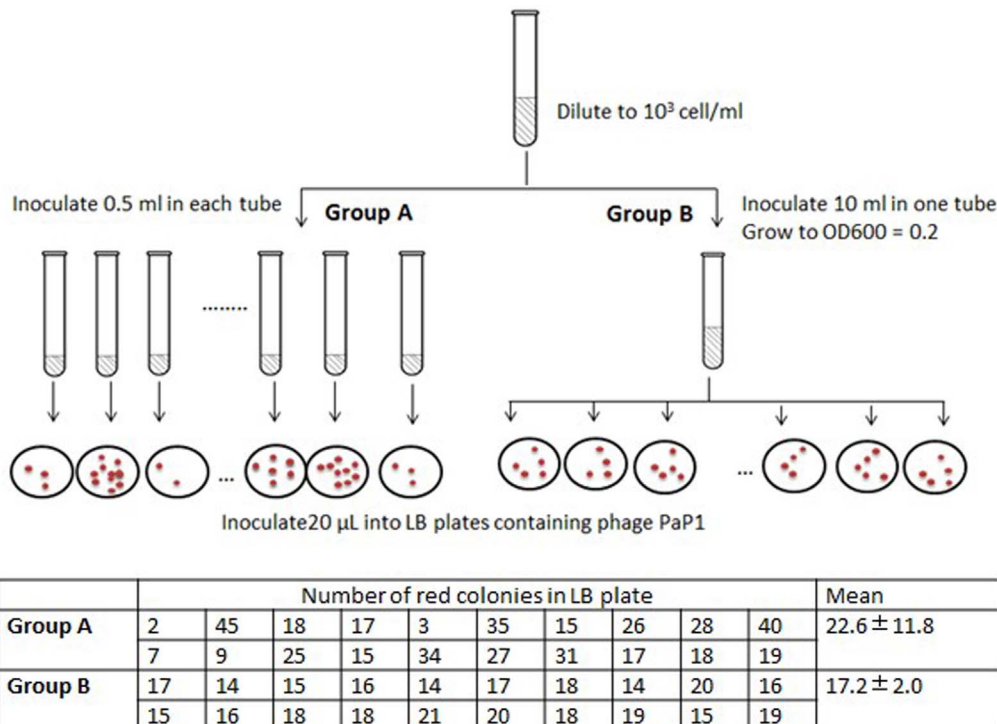 Dilute to 10³ cell/ml
Inoculate 0.5 ml in each tube
Group A
Group B
Inoculate 10 ml in one tube
Grow to OD600 = 0.2
........
...
...
Inoculate20 µL into LB plates containing phage PaP1
Number of red colonies in LB plate Mean
Group A 2 45 18 17 3 35 15 26 28 40 22.6 ± 11.8
7 9 25 15 34 27 31 17 18 19
Group B 17 14 15 16 14 17 18 14 20 16 17.2 ± 2.0
15 16 18 18 21 20 18 19 15 19